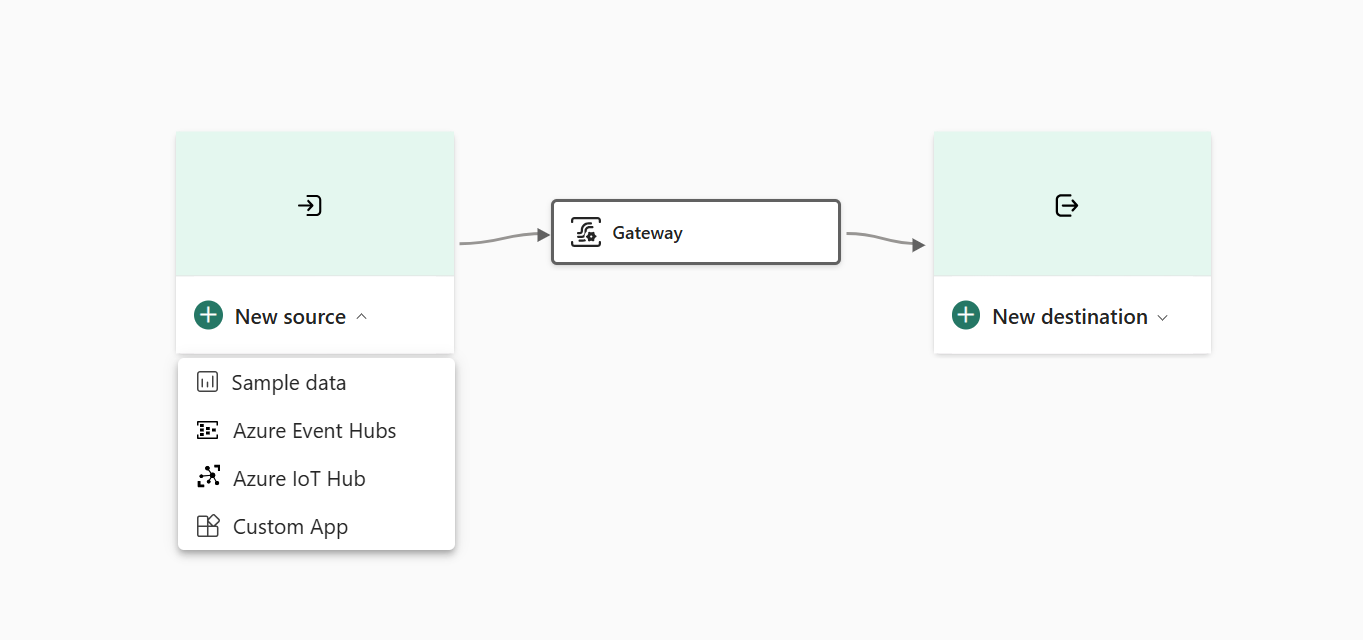 Gateway
New source
New destination
Sample data
Azure Event Hubs
Azure IoT Hub
Custom App